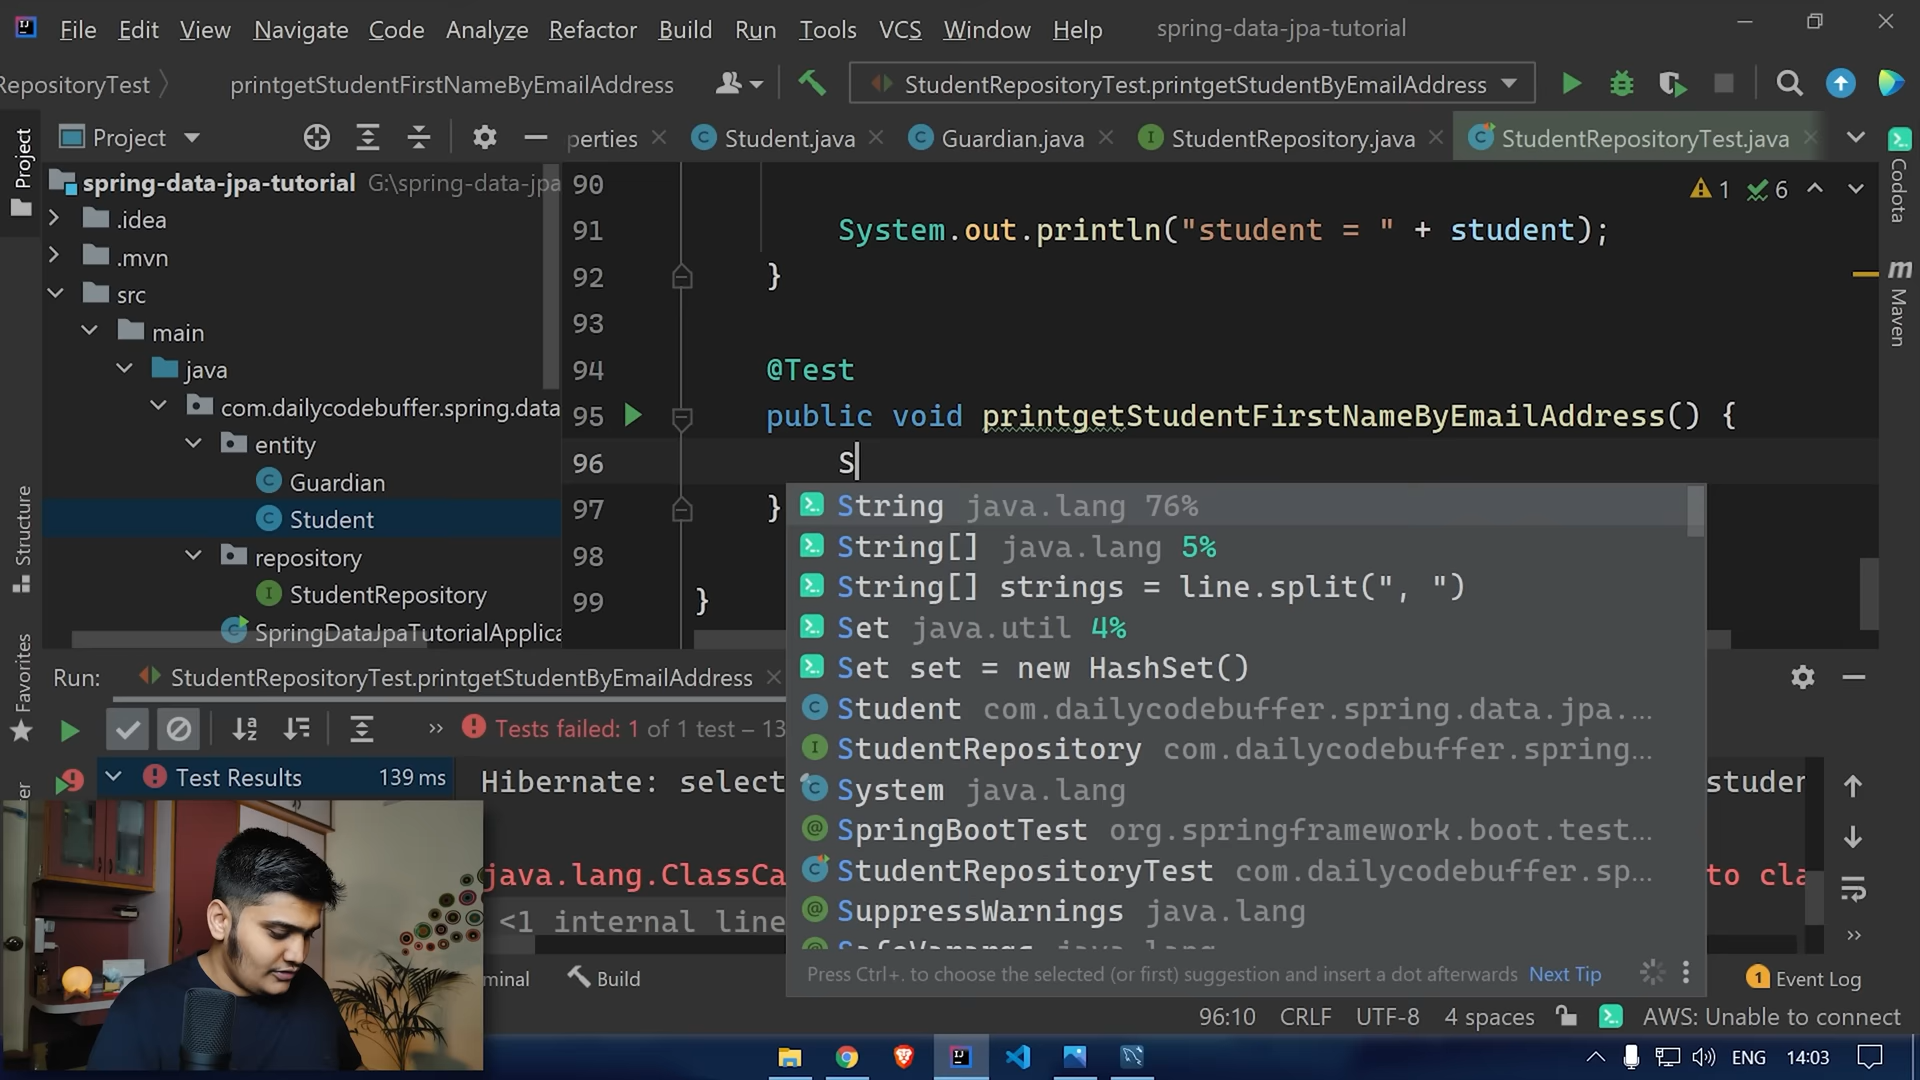 File Edit View Navigate Code Analyze Refactor Build Run Tools VCS Window Help spring-data-jpa-tutorial
RepositoryTest printgetStudentFirstNameByEmailAddress StudentRepositoryTest.printgetStudentByEmailAddress
Project perties Student.java Guardian.java StudentRepository.java StudentRepositoryTest.java
Project
Structure
Favorites
Codota
Maven
spring-data-jpa-tutorial G:\spring-data-jpa
.idea
.mvn
src
main
java
com.dailycodebuffer.spring.data
entity
Guardian
Student
repository
StudentRepository
SpringDataJpaTutorialApplica
1 6
90
91 System.out.println("student = " + student);
92 }
93
94 @Test
95 public void printgetStudentFirstNameByEmailAddress() {
96 S
97 }
98
99 }
String java.lang 76%
String[] java.lang 5%
String[] strings = line.split(", ")
Set java.util 4%
Set set = new HashSet()
Student com.dailycodebuffer.spring.data.jpa....
StudentRepository com.dailycodebuffer.spring...
System java.lang
SpringBootTest org.springframework.boot.test...
StudentRepositoryTest com.dailycodebuffer.sp...
SuppressWarnings java.lang
SafeVarargs java.lang
Press Ctrl+. to choose the selected (or first) suggestion and insert a dot afterwards Next Tip
Run: StudentRepositoryTest.printgetStudentByEmailAddress
Tests failed: 1 of 1 test – 13
Test Results 139 ms
Hibernate: select
studen
java.lang.ClassCa
to cla
<1 internal line
minal Build
1 Event Log
96:10 CRLF UTF-8 4 spaces AWS: Unable to connect
ENG 14:03